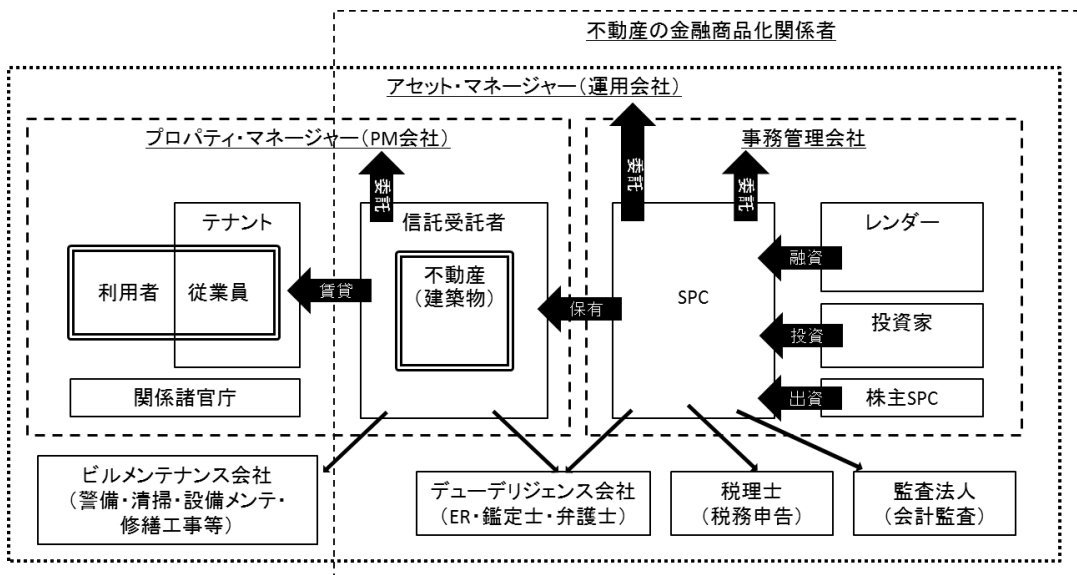 不動産の金融商品化関係者
アセット・マネージャー(運用会社)
プロパティ・マネージャー(PM会社)
事務管理会社
委託
委託
委託
テナント
利用者
従業員
関係諸官庁
賃貸
信託受託者
不動産
(建築物)
保有
SPC
融資
投資
出資
レンダー
投資家
株主SPC
ビルメンテナンス会社
(警備・清掃・設備メンテ・
修繕工事等)
デューデリジェンス会社
(ER・鑑定士・弁護士)
税理士
(税務申告)
監査法人
(会計監査)